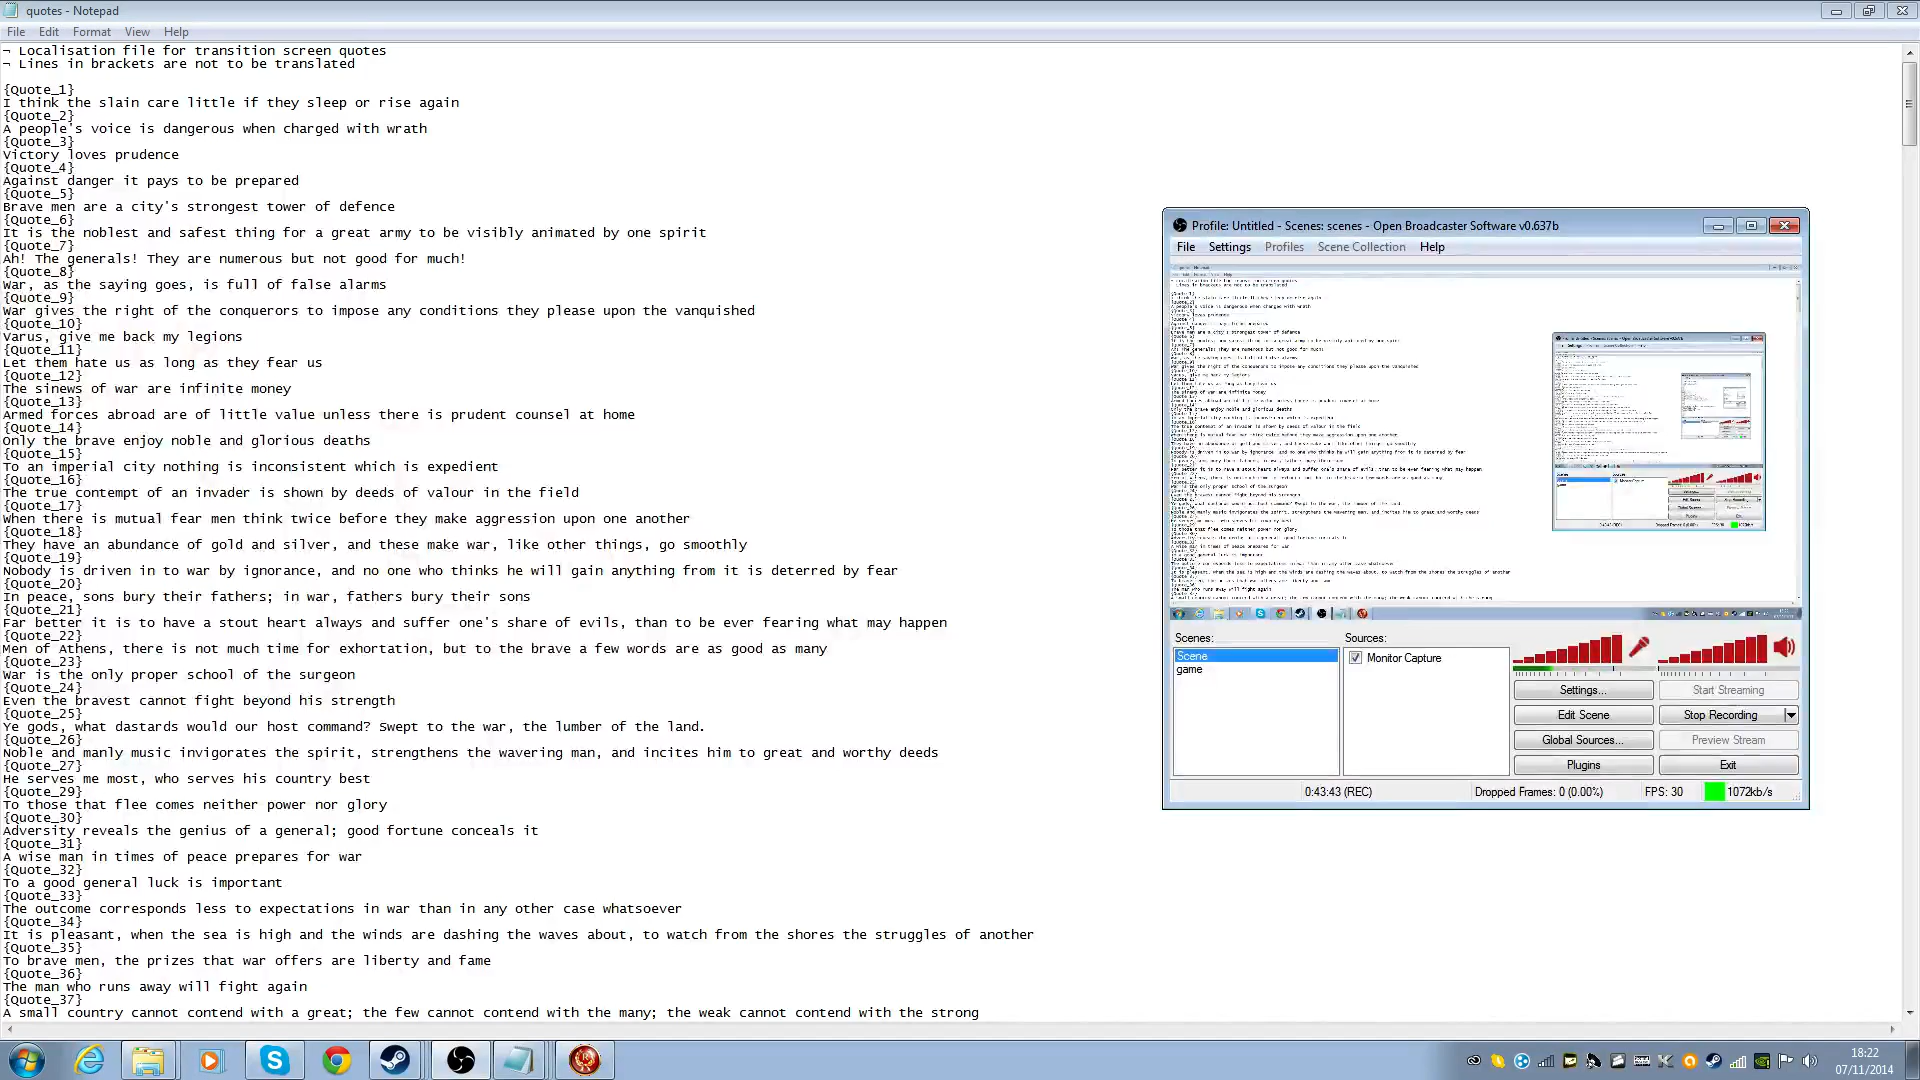 quotes - Notepad
File Edit Format View Help
¬ Localisation file for transition screen quotes
¬ Lines in brackets are not to be translated
{Quote_1}
I think the slain care little if they sleep or rise again
{Quote_2}
A people's voice is dangerous when charged with wrath
{Quote_3}
Victory loves prudence
{Quote_4}
Against danger it pays to be prepared
{Quote_5}
Brave men are a city's strongest tower of defence
{Quote_6}
It is the noblest and safest thing for a great army to be visibly animated by one spirit
{Quote_7}
Ah! The generals! They are numerous but not good for much!
{Quote_8}
War, as the saying goes, is full of false alarms
{Quote_9}
War gives the right of the conquerors to impose any conditions they please upon the vanquished
{Quote_10}
Varus, give me back my legions
{Quote_11}
Let them hate us as long as they fear us
{Quote_12}
The sinews of war are infinite money
{Quote_13}
Armed forces abroad are of little value unless there is prudent counsel at home
{Quote_14}
Only the brave enjoy noble and glorious deaths
{Quote_15}
To an imperial city nothing is inconsistent which is expedient
{Quote_16}
The true contempt of an invader is shown by deeds of valour in the field
{Quote_17}
When there is mutual fear men think twice before they make aggression upon one another
{Quote_18}
They have an abundance of gold and silver, and these make war, like other things, go smoothly
{Quote_19}
Nobody is driven in to war by ignorance, and no one who thinks he will gain anything from it is deterred by fear
{Quote_20}
In peace, sons bury their fathers; in war, fathers bury their sons
{Quote_21}
Far better it is to have a stout heart always and suffer one's share of evils, than to be ever fearing what may happen
{Quote_22}
Men of Athens, there is not much time for exhortation, but to the brave a few words are as good as many
{Quote_23}
War is the only proper school of the surgeon
{Quote_24}
Even the bravest cannot fight beyond his strength
{Quote_25}
Ye gods, what dastards would our host command? Swept to the war, the lumber of the land.
{Quote_26}
Noble and manly music invigorates the spirit, strengthens the wavering man, and incites him to great and worthy deeds
{Quote_27}
He serves me most, who serves his country best
{Quote_29}
To those that flee comes neither power nor glory
{Quote_30}
Adversity reveals the genius of a general; good fortune conceals it
{Quote_31}
A wise man in times of peace prepares for war
{Quote_32}
To a good general luck is important
{Quote_33}
The outcome corresponds less to expectations in war than in any other case whatsoever
{Quote_34}
It is pleasant, when the sea is high and the winds are dashing the waves about, to watch from the shores the struggles of another
{Quote_35}
To brave men, the prizes that war offers are liberty and fame
{Quote_36}
The man who runs away will fight again
{Quote_37}
A small country cannot contend with a great; the few cannot contend with the many; the weak cannot contend with the strong
Profile: Untitled - Scenes: scenes - Open Broadcaster Software v0.637b
File Settings Profiles Scene Collection Help
Scenes:
Scene
game
Sources:
Monitor Capture
Settings...
Start Streaming
Edit Scene
Stop Recording
Global Sources...
Preview Stream
Plugins
Exit
0:43:43 (REC)
Dropped Frames: 0 (0.00%)
FPS: 30
1072kb/s
18:22
07/11/2014